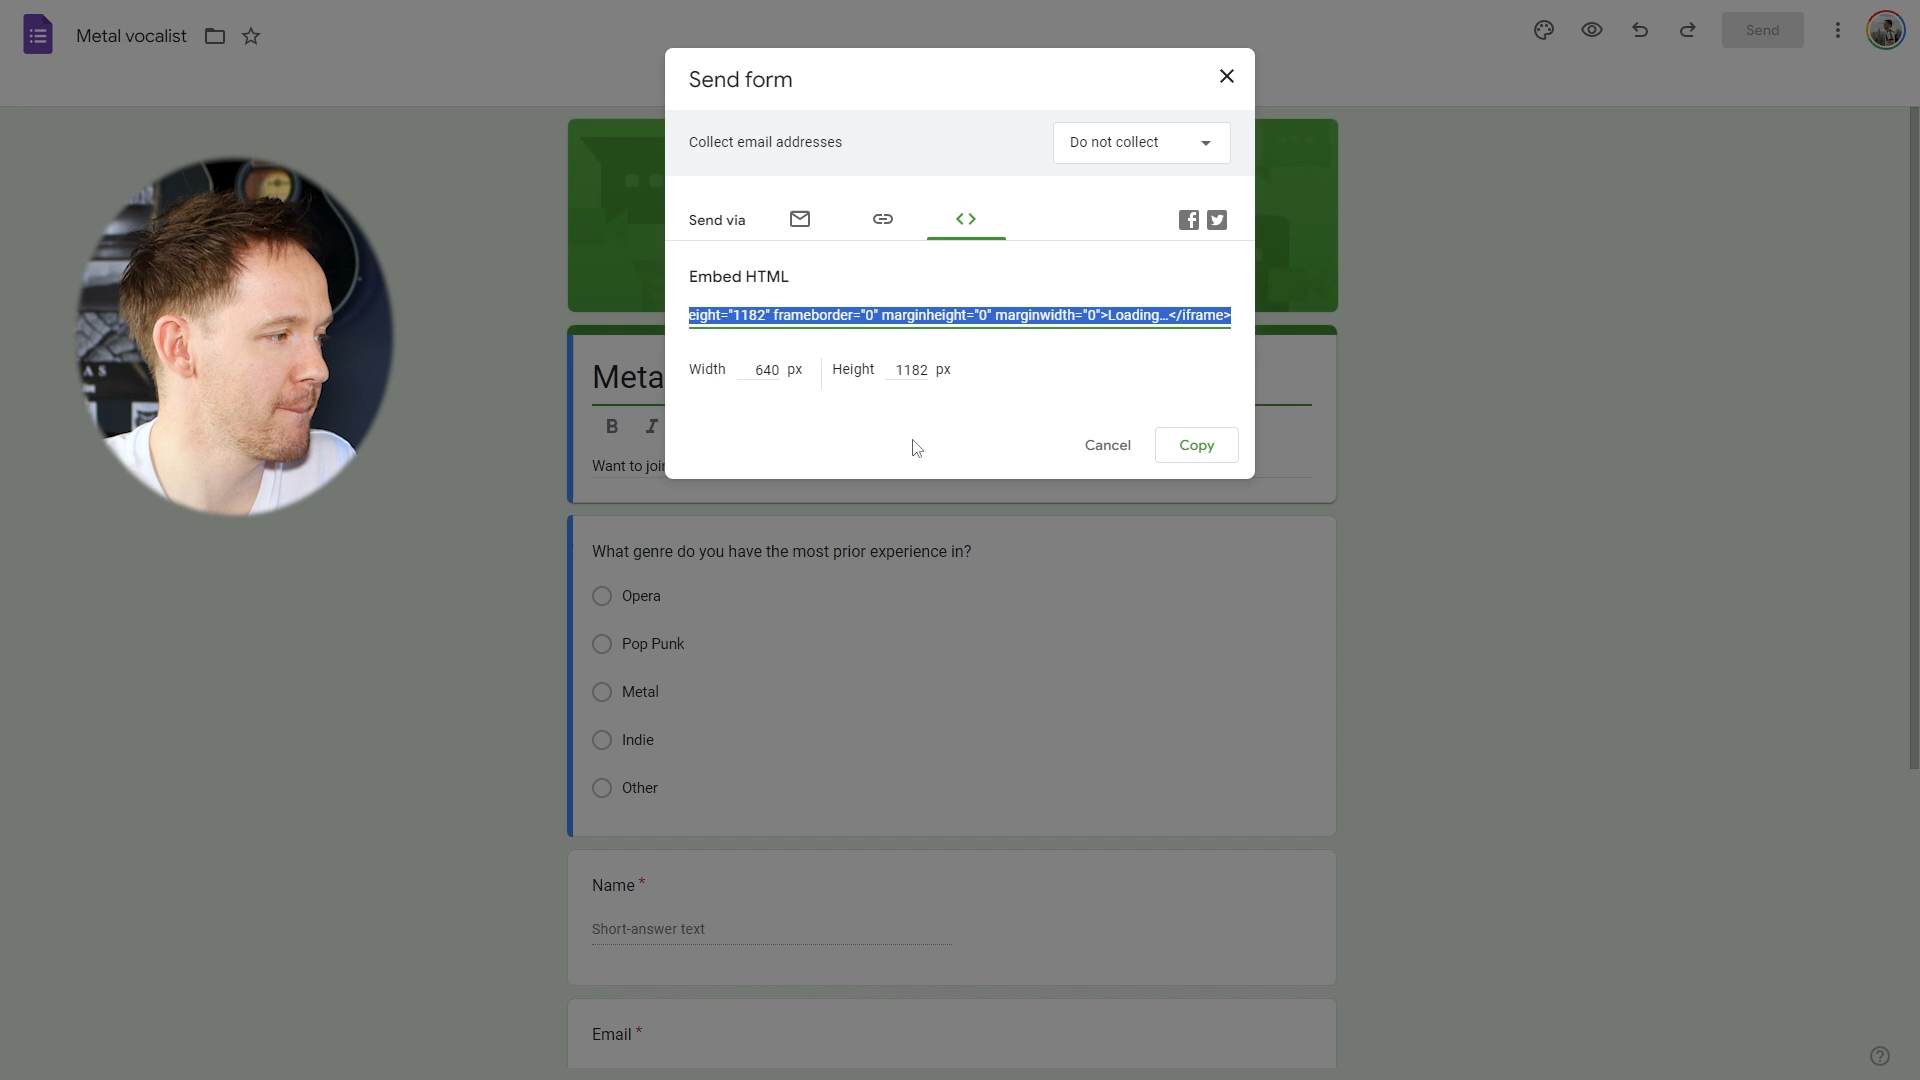 Metal vocalist
Send
Send form
Collect email addresses
Do not collect
Send via
Embed HTML
eight="1182" frameborder="0" marginheight="0" marginwidth="0">Loading…</iframe>
Width 640 px
Height 1182 px
Cancel
Copy
Meta
B I
Want to join
What genre do you have the most prior experience in?
Opera
Pop Punk
Metal
Indie
Other
Name *
Short-answer text
Email *